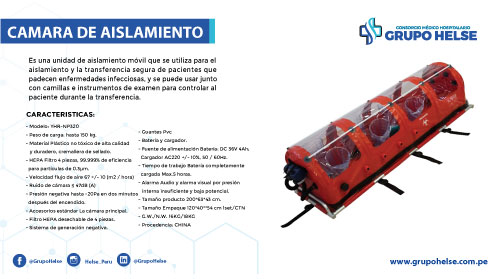 CAMARA DE AISLAMIENTO
CONSORCIO MÉDICO HOSPITALARIO
GRUPO HELSE
Es una unidad de aislamiento móvil que se utiliza para el
aislamiento y la transferencia segura de pacientes que
padecen enfermedades infecciosas, y se puede usar junto
con camillas e instrumentos de examen para controlar al
paciente durante la transferencia.
CARACTERISTICAS:
- Modelo: YHR-NP320
- Peso de carga. hasta 150 kg.
- Material Plástico no tóxico de alta calidad
y duradero, cremallera de sellado.
- HEPA Filtro 4 piezas, 99.999% de eficiencia
para partículas de 0.3μm.
- Velocidad flujo de aire 67 +/- 10 (m2 / hora)
- Ruido de cámara ≤ 47dB (A)
- Presión negativa hasta -20Pa en dos minutos
después del encendido.
- Accesorios estándar La cámara principal.
- Filtro HEPA desechable de 4 piezas.
- Sistema de generación negativa.
- Guantes Pvc
- Batería y cargador.
- Fuente de alimentación Batería: DC 36V 4Ah.
Cargador AC220 +/- 10%, 50 / 60Hz.
- Tiempo de trabajo Batería completamente
cargada Max.5 horas.
- Alarma Audio y alarma visual por presión
interna insuficiente y baja potencial.
- Tamaño producto 200*63*43 cm.
- Tamaño Empaque 120*40*54 cm 1set/CTN
- G.W./N.W. 16KG/18KG
- Procedencia. CHINA
@GrupoHelse
Helse_Peru
@GrupoHelse
www.grupohelse.com.pe